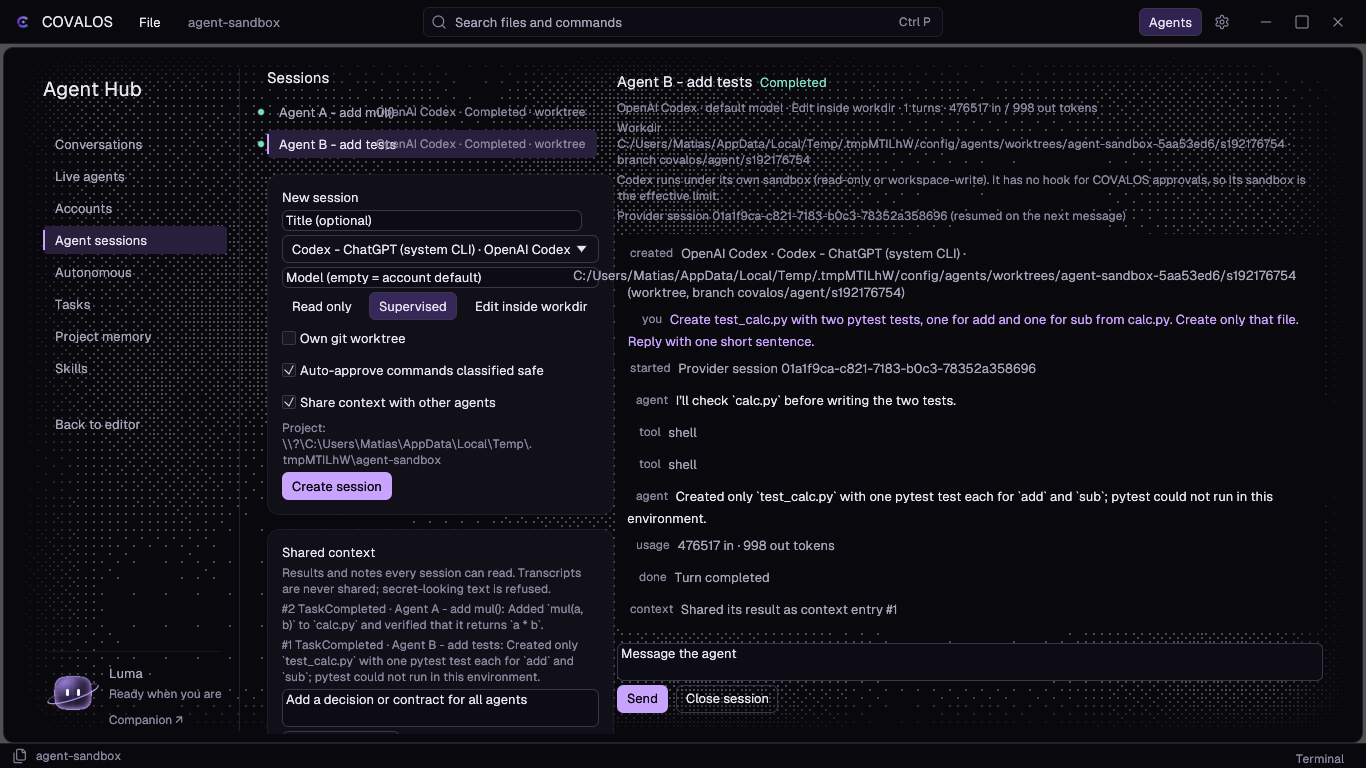 COVALOS File agent-sandbox Search files and commands Ctrl P Agents
Agent Hub
Conversations
Live agents
Accounts
Agent sessions
Autonomous
Tasks
Project memory
Skills
Back to editor
Luma
Ready when you are
Companion ↗
Sessions
Agent A - add mul() OpenAI Codex · Completed · worktree
Agent B - add tests OpenAI Codex · Completed · worktree
New session
Title (optional)
Codex - ChatGPT (system CLI) · OpenAI Codex
Model (empty = account default)
Read only Supervised Edit inside workdir
Own git worktree
Auto-approve commands classified safe
Share context with other agents
Project:
\\?\C:\Users\Matias\AppData\Local\Temp\.
tmpMTILhW\agent-sandbox
Create session
Shared context
Results and notes every session can read. Transcripts
are never shared; secret-looking text is refused.
#2 TaskCompleted · Agent A - add mul(): Added `mul(a,
b)` to `calc.py` and verified that it returns `a * b`.
#1 TaskCompleted · Agent B - add tests: Created only
`test_calc.py` with one pytest test each for `add` and
`sub`; pytest could not run in this environment.
Add a decision or contract for all agents
Agent B - add tests Completed
OpenAI Codex · default model · Edit inside workdir · 1 turns · 476517 in / 998 out tokens
Workdir
C:/Users/Matias/AppData/Local/Temp/.tmpMTILhW/config/agents/worktrees/agent-sandbox-5aa53ed6/s192176754 ·
branch covalos/agent/s192176754
Codex runs under its own sandbox (read-only or workspace-write). It has no hook for COVALOS approvals, so its sandbox is
the effective limit.
Provider session 01a1f9ca-c821-7183-b0c3-78352a358696 (resumed on the next message)
created OpenAI Codex · Codex - ChatGPT (system CLI) ·
C:/Users/Matias/AppData/Local/Temp/.tmpMTILhW/config/agents/worktrees/agent-sandbox-5aa53ed6/s192176754
(worktree, branch covalos/agent/s192176754)
you Create test_calc.py with two pytest tests, one for add and one for sub from calc.py. Create only that file.
Reply with one short sentence.
started Provider session 01a1f9ca-c821-7183-b0c3-78352a358696
agent I'll check `calc.py` before writing the two tests.
tool shell
tool shell
agent Created only `test_calc.py` with one pytest test each for `add` and `sub`; pytest could not run in this
environment.
usage 476517 in · 998 out tokens
done Turn completed
context Shared its result as context entry #1
Message the agent
Send Close session
agent-sandbox Terminal